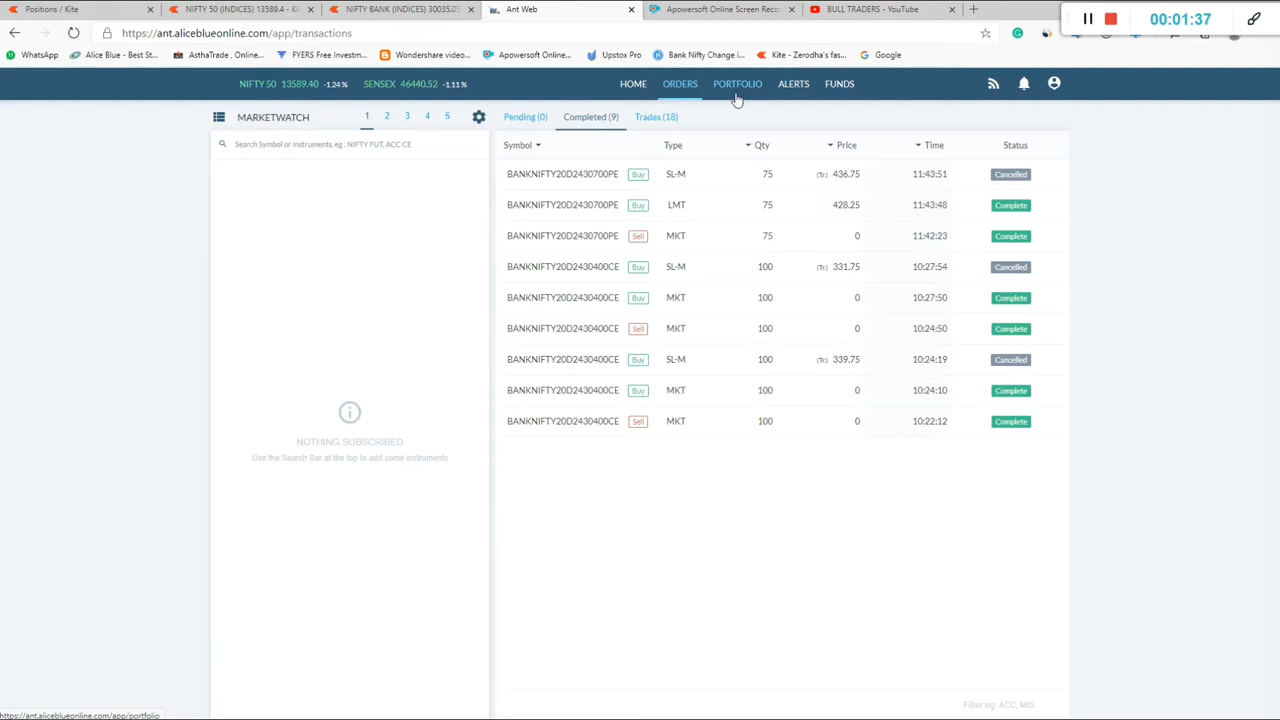 Positions / Kite
NIFTY 50 (INDICES) 13589.4 - Ki
NIFTY BANK (INDICES) 30035.05
Ant Web
Apowersoft Online Screen Reco
BULL TRADERS - YouTube
00:01:37
https://ant.aliceblueonline.com/app/transactions
WhatsApp
Alice Blue - Best St...
AsthaTrade , Online...
FYERS Free Investm...
Wondershare video...
Apowersoft Online...
Upstox Pro
Bank Nifty Change i...
Kite - Zerodha's fas...
Google
NIFTY 50 13589.40 -1.24%
SENSEX 46440.52 -1.11%
HOME
ORDERS
PORTFOLIO
ALERTS
FUNDS
MARKETWATCH
1 2 3 4 5
Search Symbol or Instruments, eg : NIFTY FUT, ACC CE
NOTHING SUBSCRIBED
Use the Search Bar at the top to add some instruments
Pending (0)
Completed (9)
Trades (18)
Symbol Type Qty Price Time Status
BANKNIFTY20D2430700PE Buy SL-M 75 (Tr.) 436.75 11:43:51 Cancelled
BANKNIFTY20D2430700PE Buy LMT 75 428.25 11:43:48 Complete
BANKNIFTY20D2430700PE Sell MKT 75 0 11:42:23 Complete
BANKNIFTY20D2430400CE Buy SL-M 100 (Tr.) 331.75 10:27:54 Cancelled
BANKNIFTY20D2430400CE Buy MKT 100 0 10:27:50 Complete
BANKNIFTY20D2430400CE Sell MKT 100 0 10:24:50 Complete
BANKNIFTY20D2430400CE Buy SL-M 100 (Tr.) 339.75 10:24:19 Cancelled
BANKNIFTY20D2430400CE Buy MKT 100 0 10:24:10 Complete
BANKNIFTY20D2430400CE Sell MKT 100 0 10:22:12 Complete
Filter eg: ACC, MIS
https://ant.aliceblueonline.com/app/portfolio